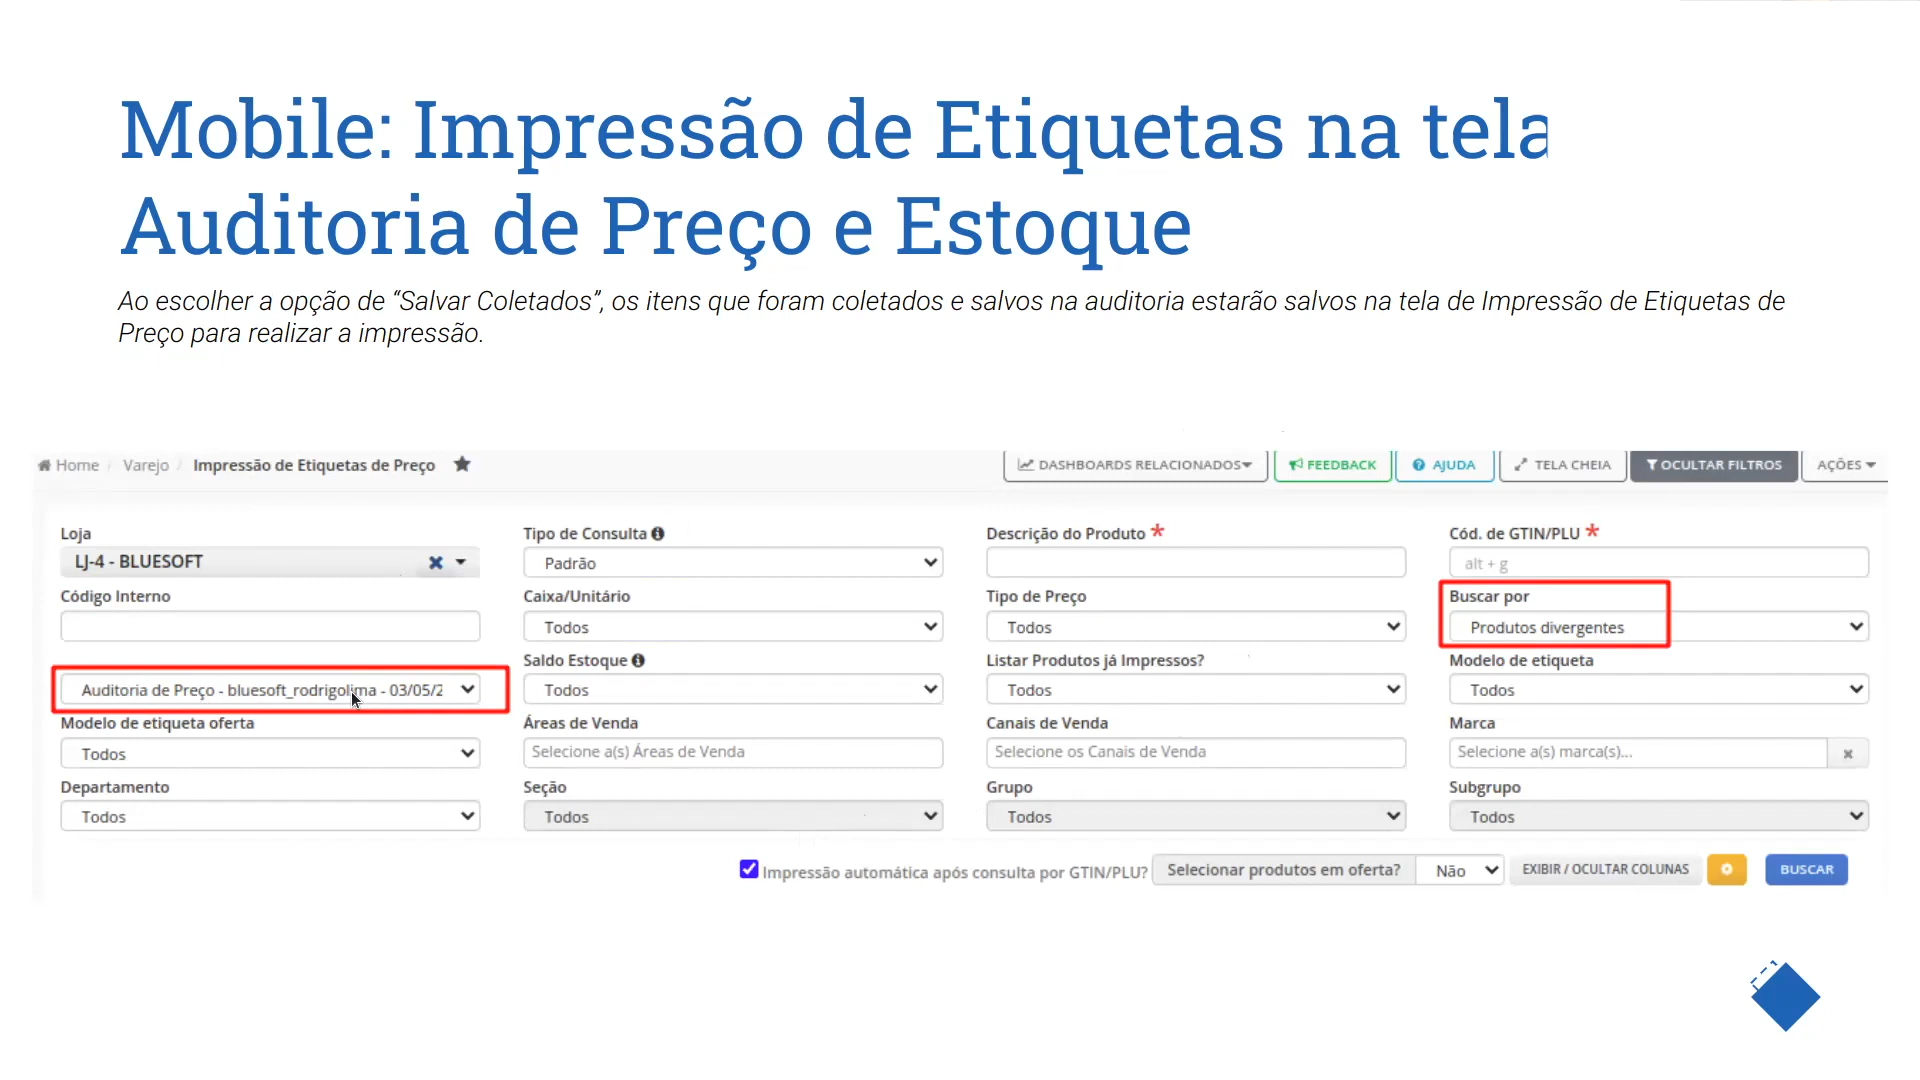 Mobile: Impressão de Etiquetas na tela
Auditoria de Preço e Estoque
Ao escolher a opção de “Salvar Coletados”, os itens que foram coletados e salvos na auditoria estarão salvos na tela de Impressão de Etiquetas de
Preço para realizar a impressão.
Home / Varejo / Impressão de Etiquetas de Preço
DASHBOARDS RELACIONADOS
FEEDBACK
AJUDA
TELA CHEIA
OCULTAR FILTROS
AÇÕES
Loja
Tipo de Consulta
Descrição do Produto *
Cód. de GTIN/PLU *
LJ-4 - BLUESOFT
Padrão
alt + g
Código Interno
Caixa/Unitário
Tipo de Preço
Buscar por
Todos
Todos
Produtos divergentes
Saldo Estoque
Listar Produtos já Impressos?
Modelo de etiqueta
Auditoria de Preço - bluesoft_rodrigolima - 03/05/2
Todos
Todos
Todos
Modelo de etiqueta oferta
Áreas de Venda
Canais de Venda
Marca
Todos
Selecione a(s) Áreas de Venda
Selecione os Canais de Venda
Selecione a(s) marca(s)...
Departamento
Seção
Grupo
Subgrupo
Todos
Todos
Todos
Todos
Impressão automática após consulta por GTIN/PLU?
Selecionar produtos em oferta?
Não
EXIBIR / OCULTAR COLUNAS
BUSCAR